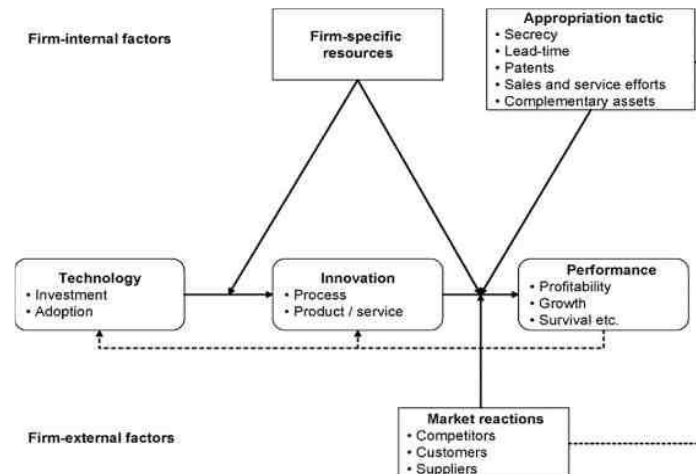 Firm-internal factors
Firm-specific
resources
Appropriation tactic
• Secrecy
• Lead-time
• Patents
• Sales and service efforts
• Complementary assets
Technology
• Investment
• Adoption
Innovation
• Process
• Product / service
Performance
• Profitability
• Growth
• Survival etc.
Firm-external factors
Market reactions
• Competitors
• Customers
• Suppliers